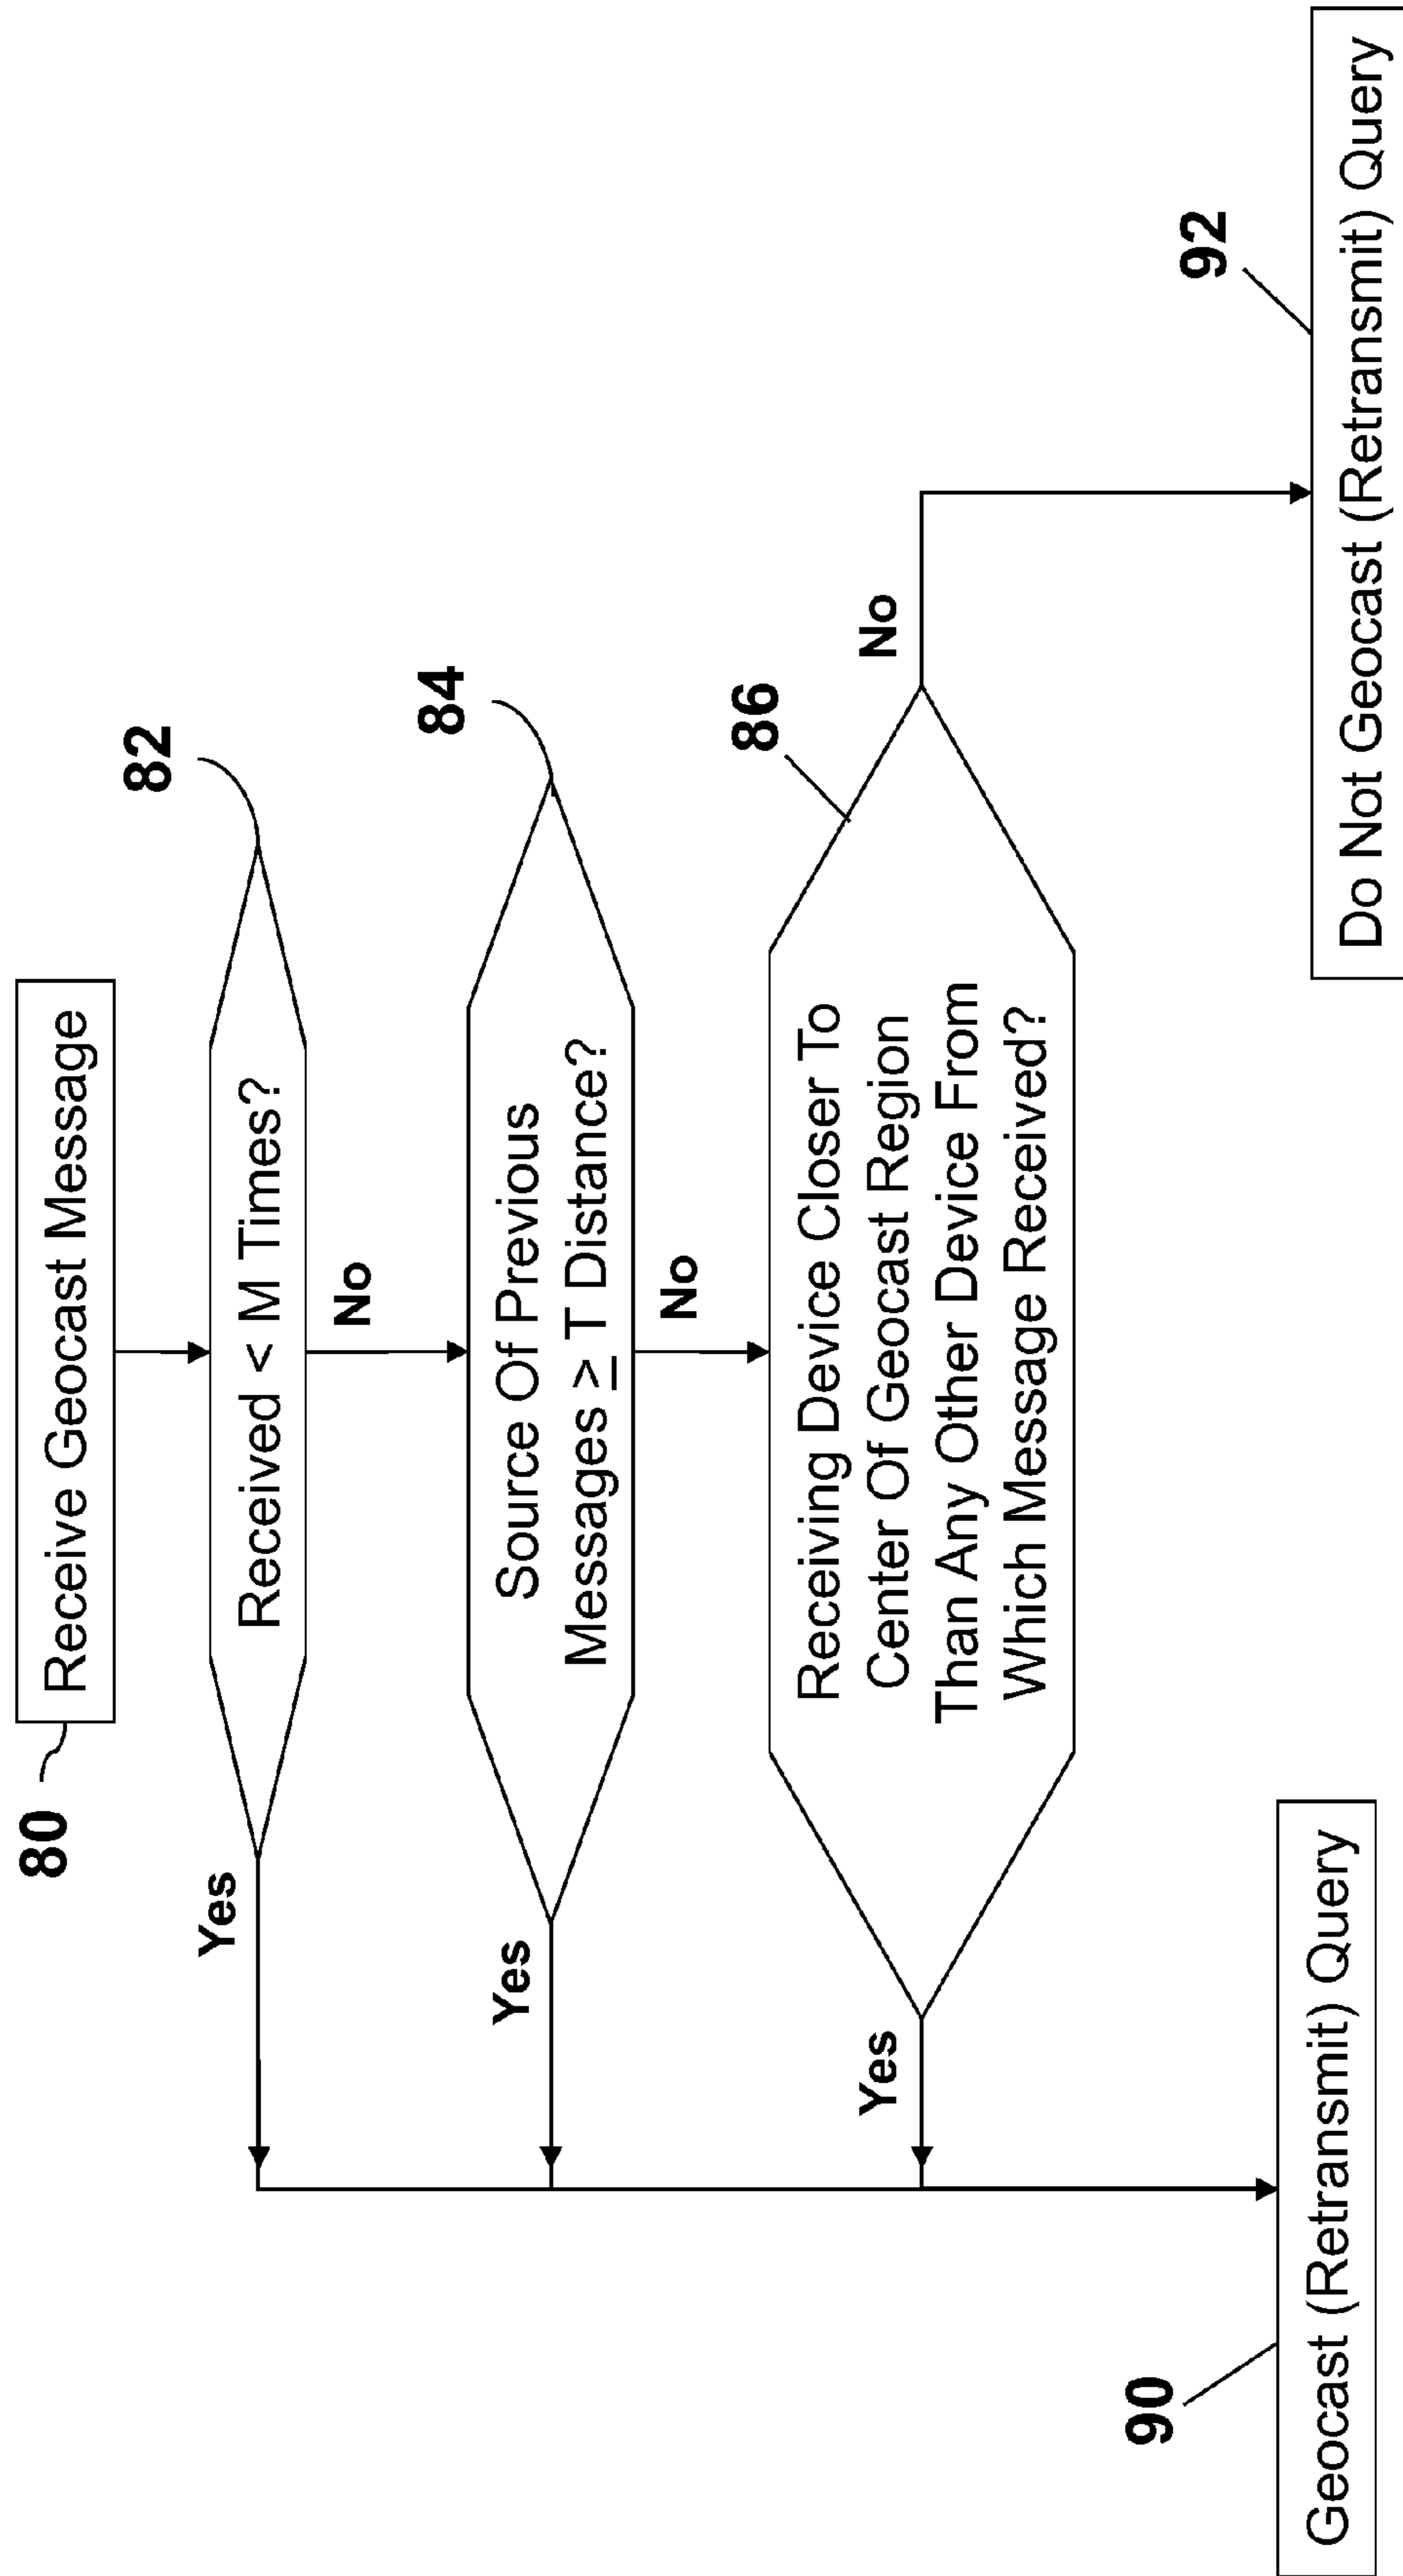 80
Receive Geocast Message
82
Received < M Times?
Yes
No
84
Source Of Previous
Messages ≥ T Distance?
Yes
No
86
Receiving Device Closer To
Center Of Geocast Region
Than Any Other Device From
Which Message Received?
Yes
No
90
Geocast (Retransmit) Query
92
Do Not Geocast (Retransmit) Query